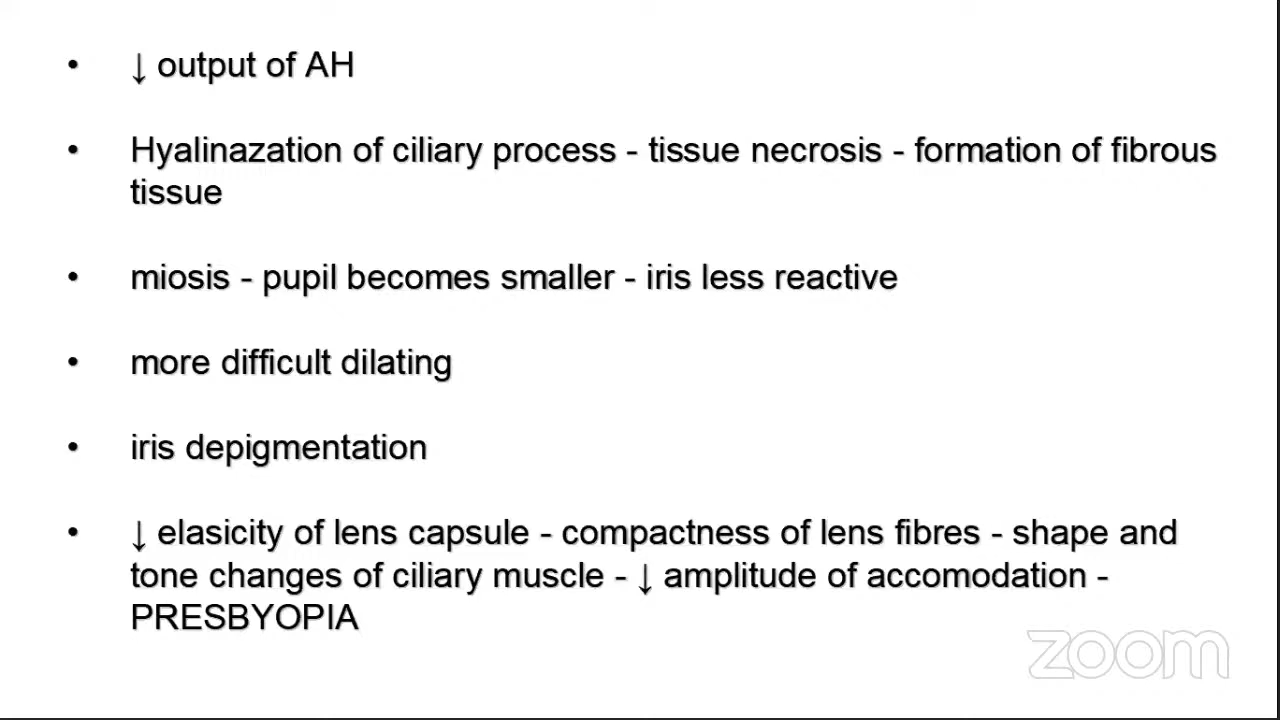 • ↓ output of AH
• Hyalinazation of ciliary process - tissue necrosis - formation of fibrous
tissue
• miosis - pupil becomes smaller - iris less reactive
• more difficult dilating
• iris depigmentation
• ↓ elasicity of lens capsule - compactness of lens fibres - shape and
tone changes of ciliary muscle - ↓ amplitude of accomodation -
PRESBYOPIA
zoom